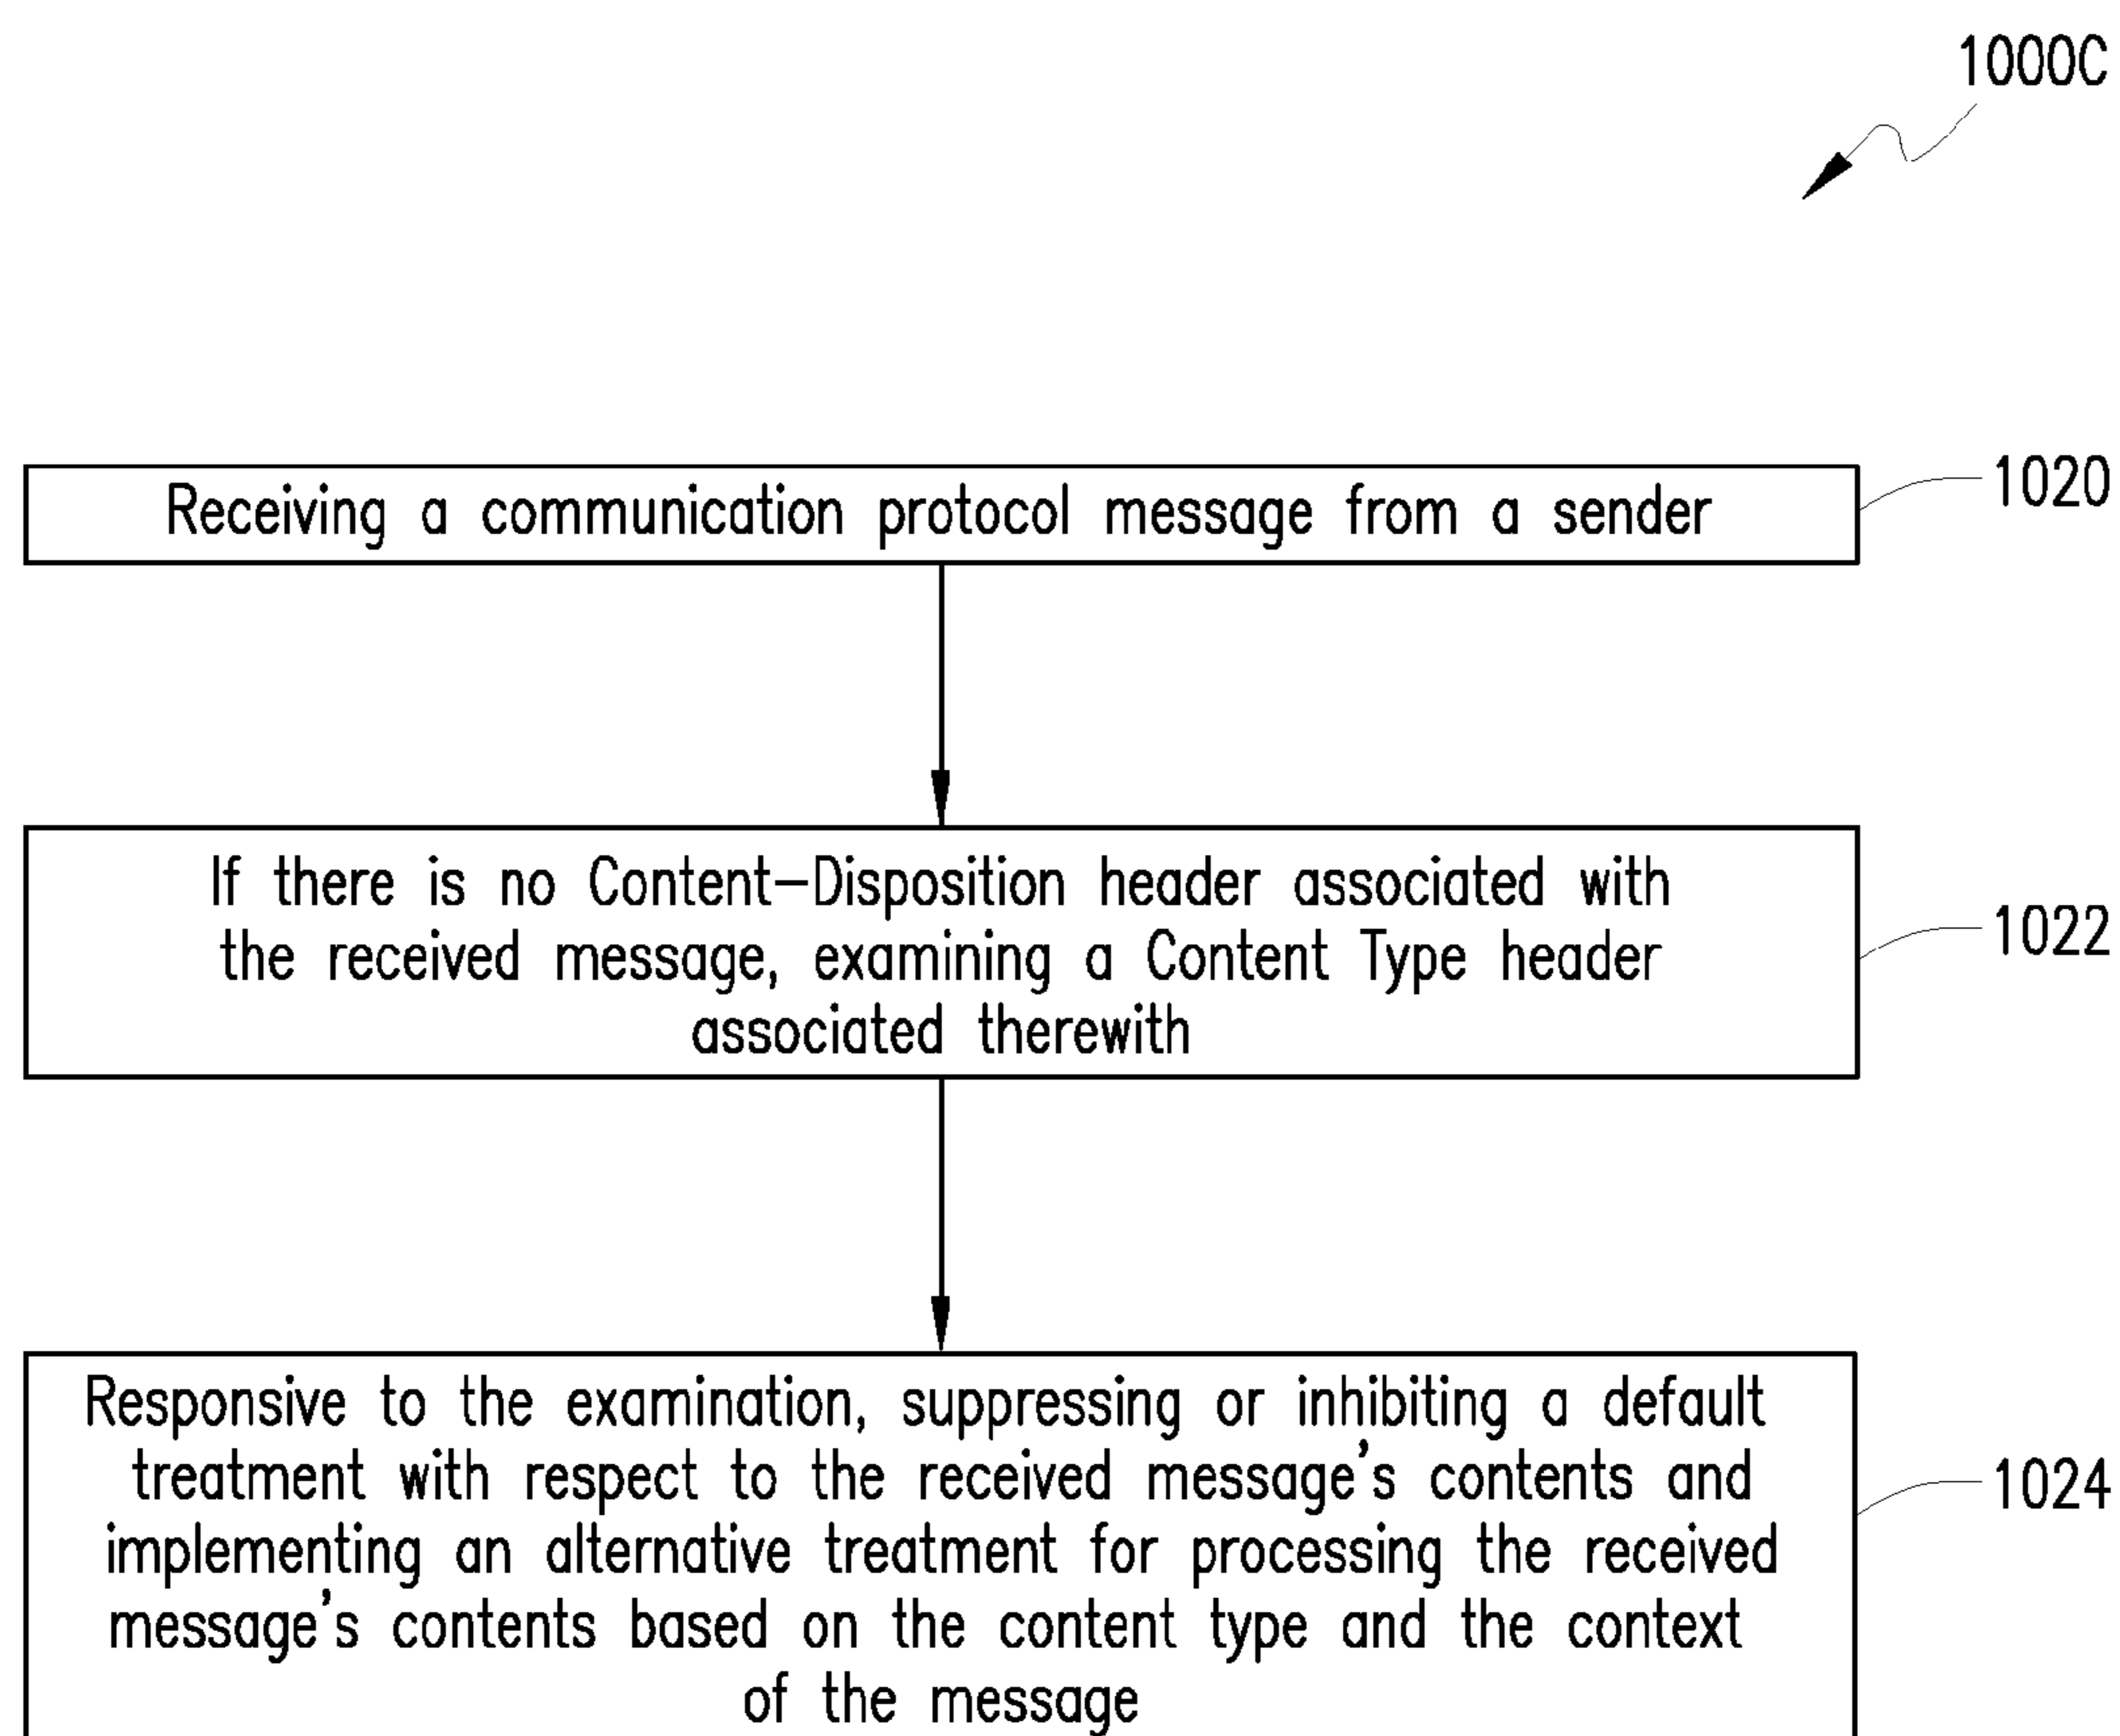 1000C
Receiving a communication protocol message from a sender
1020
If there is no Content-Disposition header associated with
the received message, examining a Content Type header
associated therewith
1022
Responsive to the examination, suppressing or inhibiting a default
treatment with respect to the received message's contents and
implementing an alternative treatment for processing the received
message's contents based on the content type and the context
of the message
1024